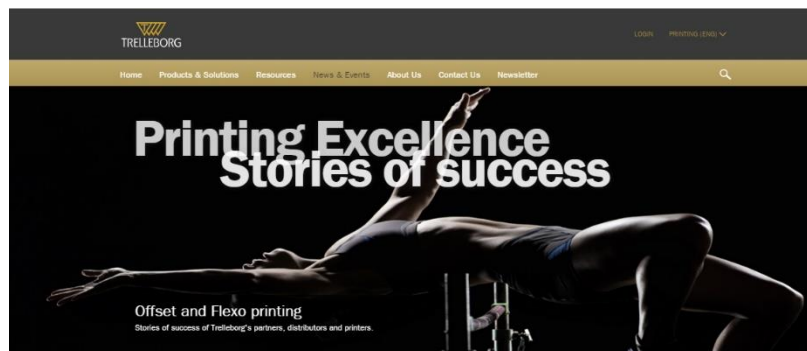 TRELLEBORG
LOGIN PRINTING (ENG)
Home Products & Solutions Resources News & Events About Us Contact Us Newsletter
Printing Excellence
Stories of success
Offset and Flexo printing
Stories of success of Trelleborg's partners, distributors and printers.